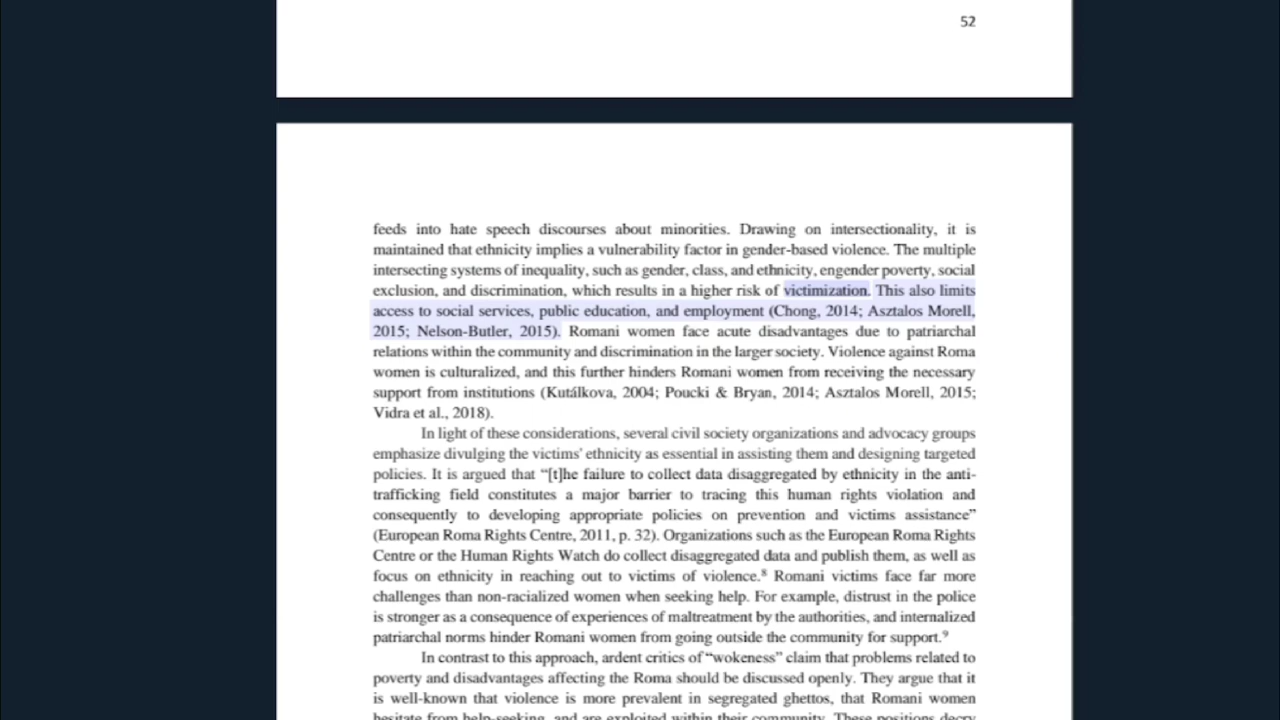 52
feeds into hate speech discourses about minorities. Drawing on intersectionality, it is
maintained that ethnicity implies a vulnerability factor in gender-based violence. The multiple
intersecting systems of inequality, such as gender, class, and ethnicity, engender poverty, social
exclusion, and discrimination, which results in a higher risk of victimization. This also limits
access to social services, public education, and employment (Chong, 2014; Asztalos Morell,
2015; Nelson-Butler, 2015). Romani women face acute disadvantages due to patriarchal
relations within the community and discrimination in the larger society. Violence against Roma
women is culturalized, and this further hinders Romani women from receiving the necessary
support from institutions (Kutálkova, 2004; Poucki & Bryan, 2014; Asztalos Morell, 2015;
Vidra et al., 2018).
In light of these considerations, several civil society organizations and advocacy groups
emphasize divulging the victims' ethnicity as essential in assisting them and designing targeted
policies. It is argued that “[t]he failure to collect data disaggregated by ethnicity in the anti-
trafficking field constitutes a major barrier to tracing this human rights violation and
consequently to developing appropriate policies on prevention and victims assistance”
(European Roma Rights Centre, 2011, p. 32). Organizations such as the European Roma Rights
Centre or the Human Rights Watch do collect disaggregated data and publish them, as well as
focus on ethnicity in reaching out to victims of violence.⁸ Romani victims face far more
challenges than non-racialized women when seeking help. For example, distrust in the police
is stronger as a consequence of experiences of maltreatment by the authorities, and internalized
patriarchal norms hinder Romani women from going outside the community for support.⁹
In contrast to this approach, ardent critics of “wokeness” claim that problems related to
poverty and disadvantages affecting the Roma should be discussed openly. They argue that it
is well-known that violence is more prevalent in segregated ghettos, that Romani women
hesitate from help-seeking, and are exploited within their community. These positions decry